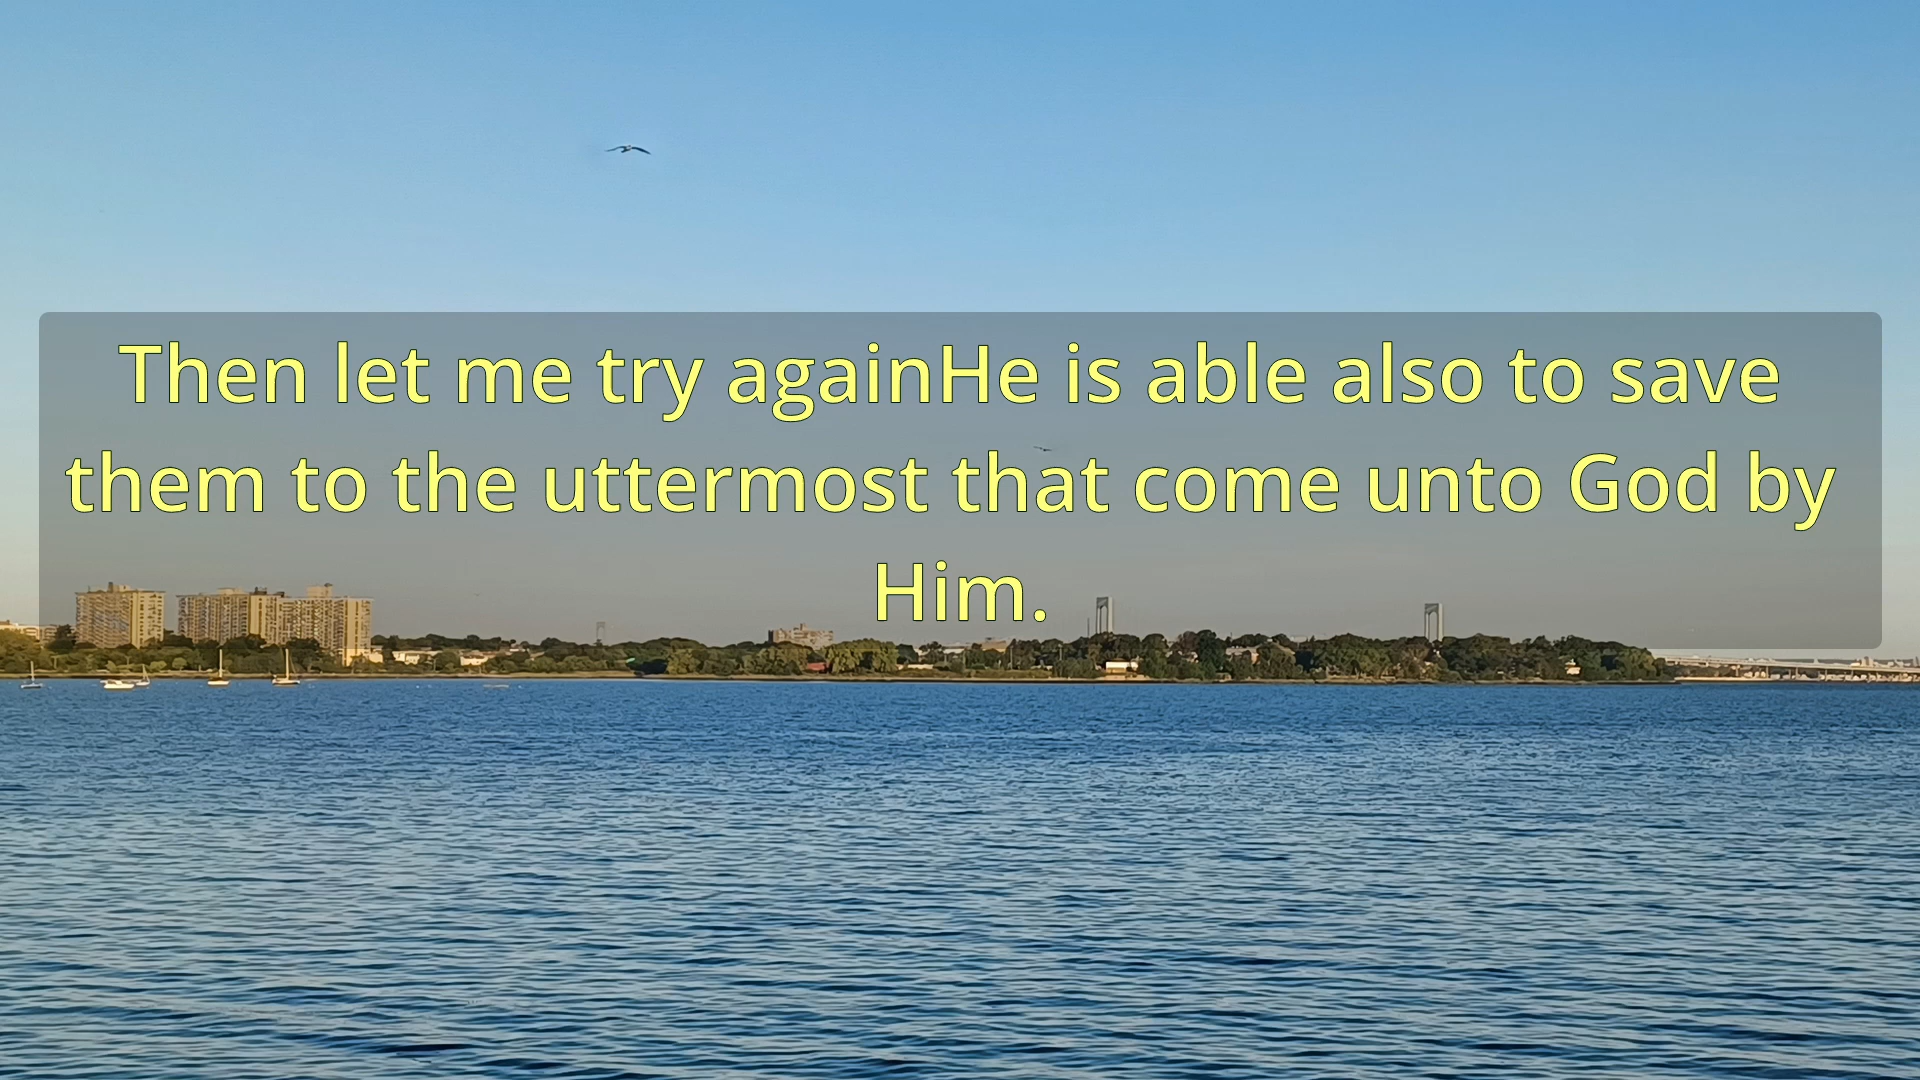 Then let me try againHe is able also to save
them to the uttermost that come unto God by
Him.